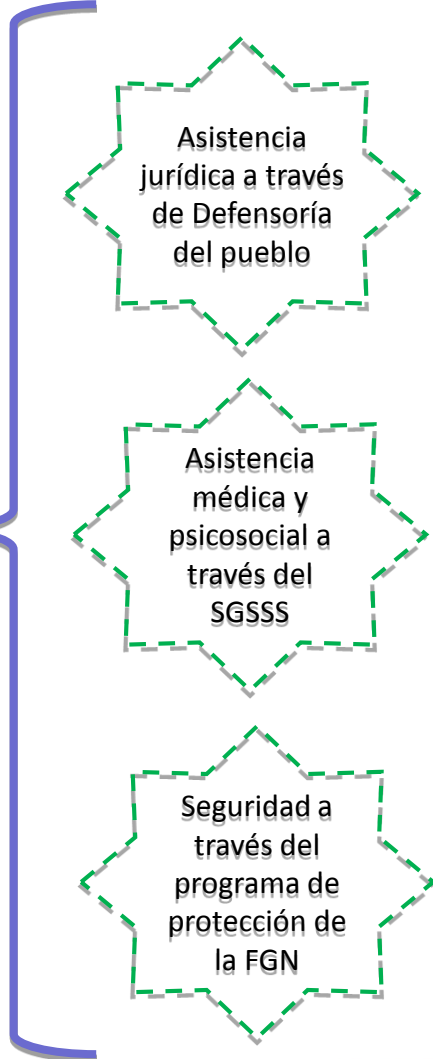 Asistencia
jurídica a través
de Defensoría
del pueblo
Asistencia
médica y
psicosocial a
través del
SGSSS
Seguridad a
través del
programa de
protección de
la FGN